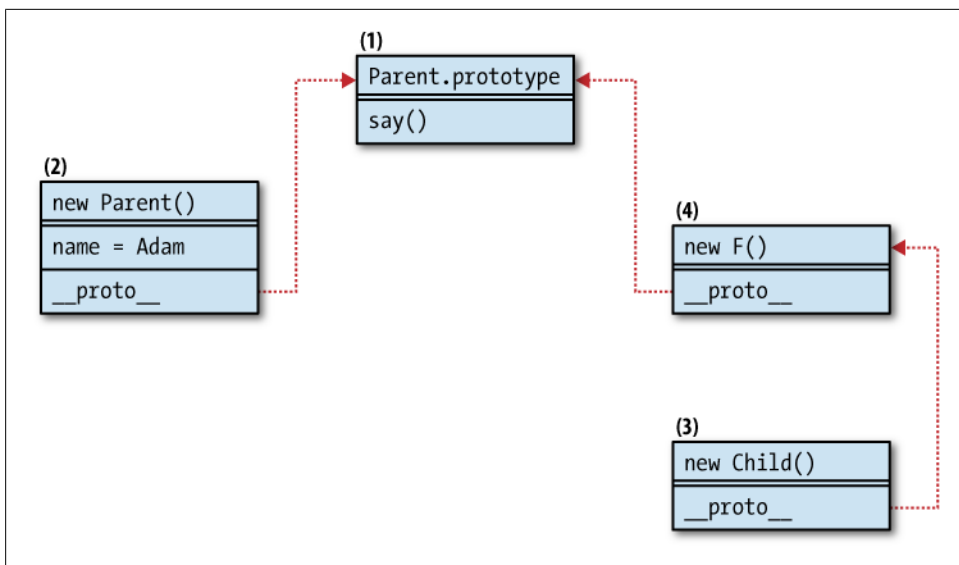 (1)
Parent.prototype
say()
(2)
new Parent()
name = Adam
__proto__
(4)
new F()
__proto__
(3)
new Child()
__proto__